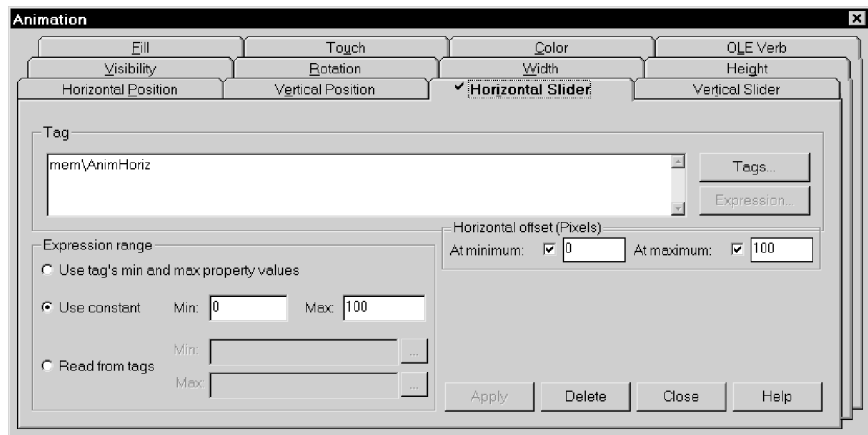 Animation
Fill Touch Color OLE Verb
Visibility Rotation Width Height
Horizontal Position Vertical Position Horizontal Slider Vertical Slider
Tag
mem\AnimHoriz
Tags...
Expression...
Horizontal offset (Pixels)
At minimum: 0 At maximum: 100
Expression range
Use tag's min and max property values
Use constant Min: 0 Max: 100
Read from tags
Min: ...
Max: ...
Apply Delete Close Help